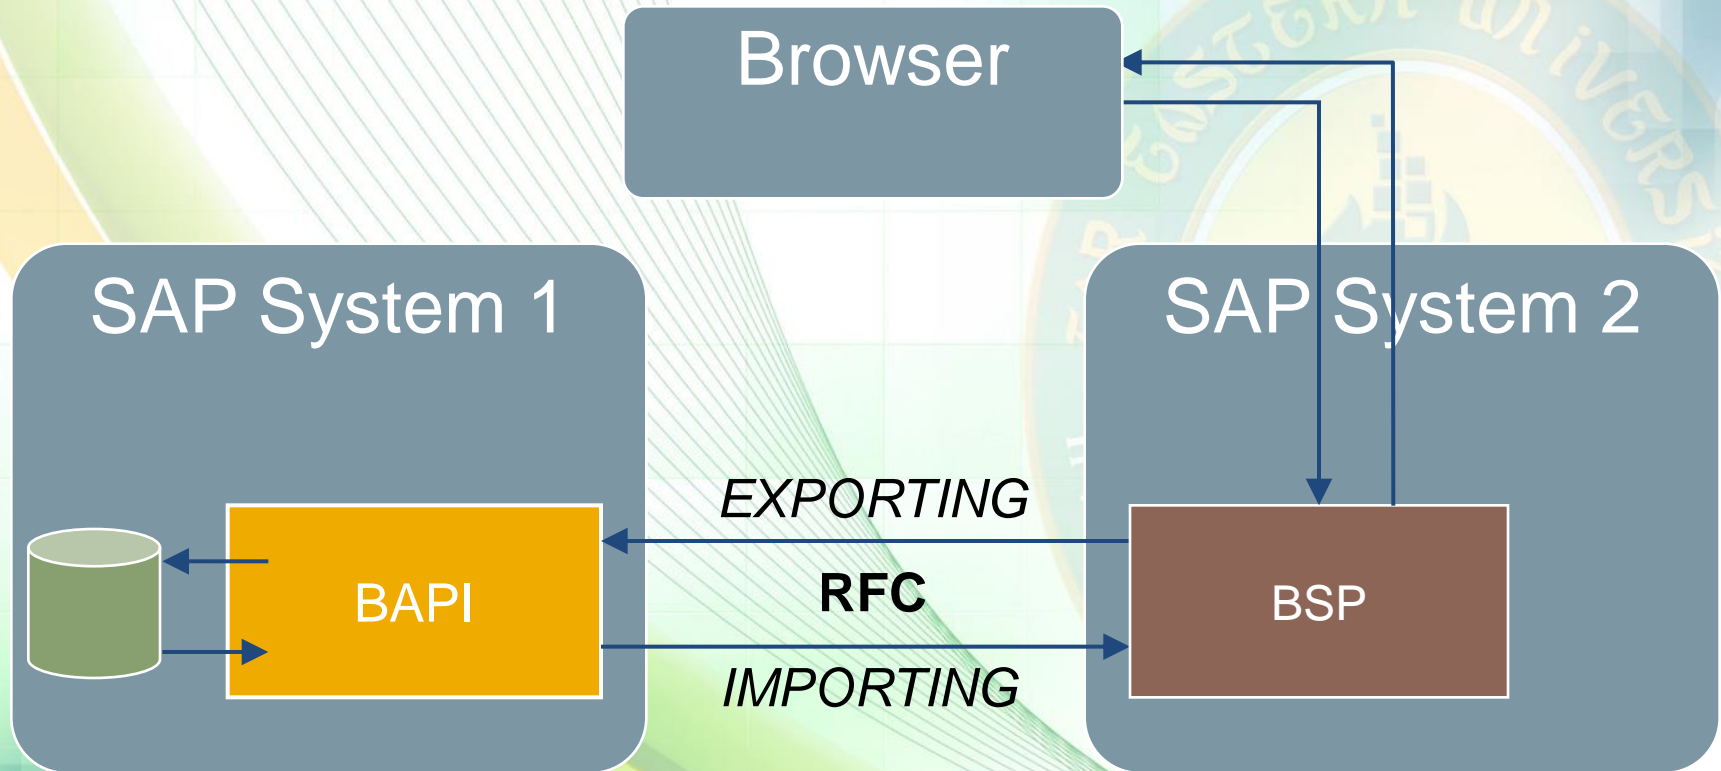 Browser
SAP System 1
SAP System 2
EXPORTING
RFC
IMPORTING
BAPI
BSP